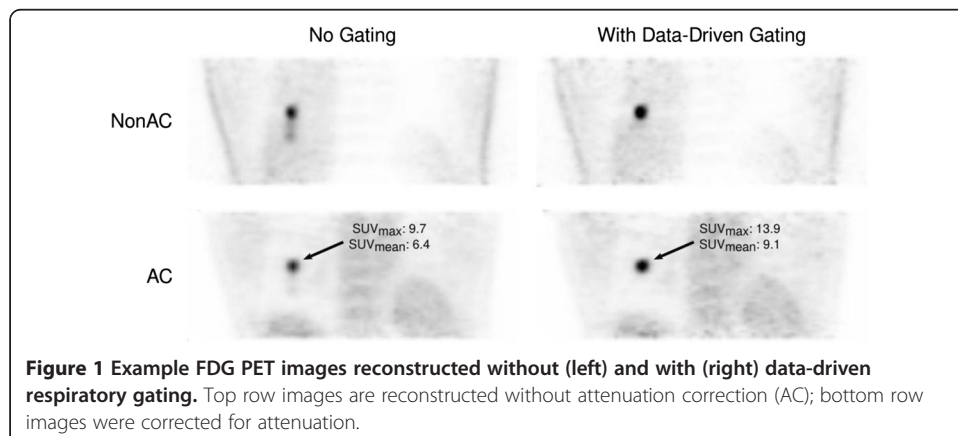 No Gating
With Data-Driven Gating
NonAC
SUVmax: 9.7
SUVmean: 6.4
SUVmax: 13.9
SUVmean: 9.1
AC
Figure 1 Example FDG PET images reconstructed without (left) and with (right) data-driven
respiratory gating. Top row images are reconstructed without attenuation correction (AC); bottom row
images were corrected for attenuation.